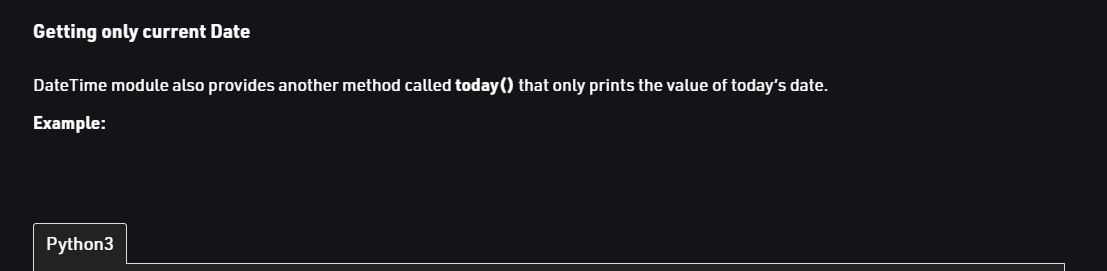 Getting only current Date
DateTime module also provides another method called today() that only prints the value of today’s date.
Example:
Python3